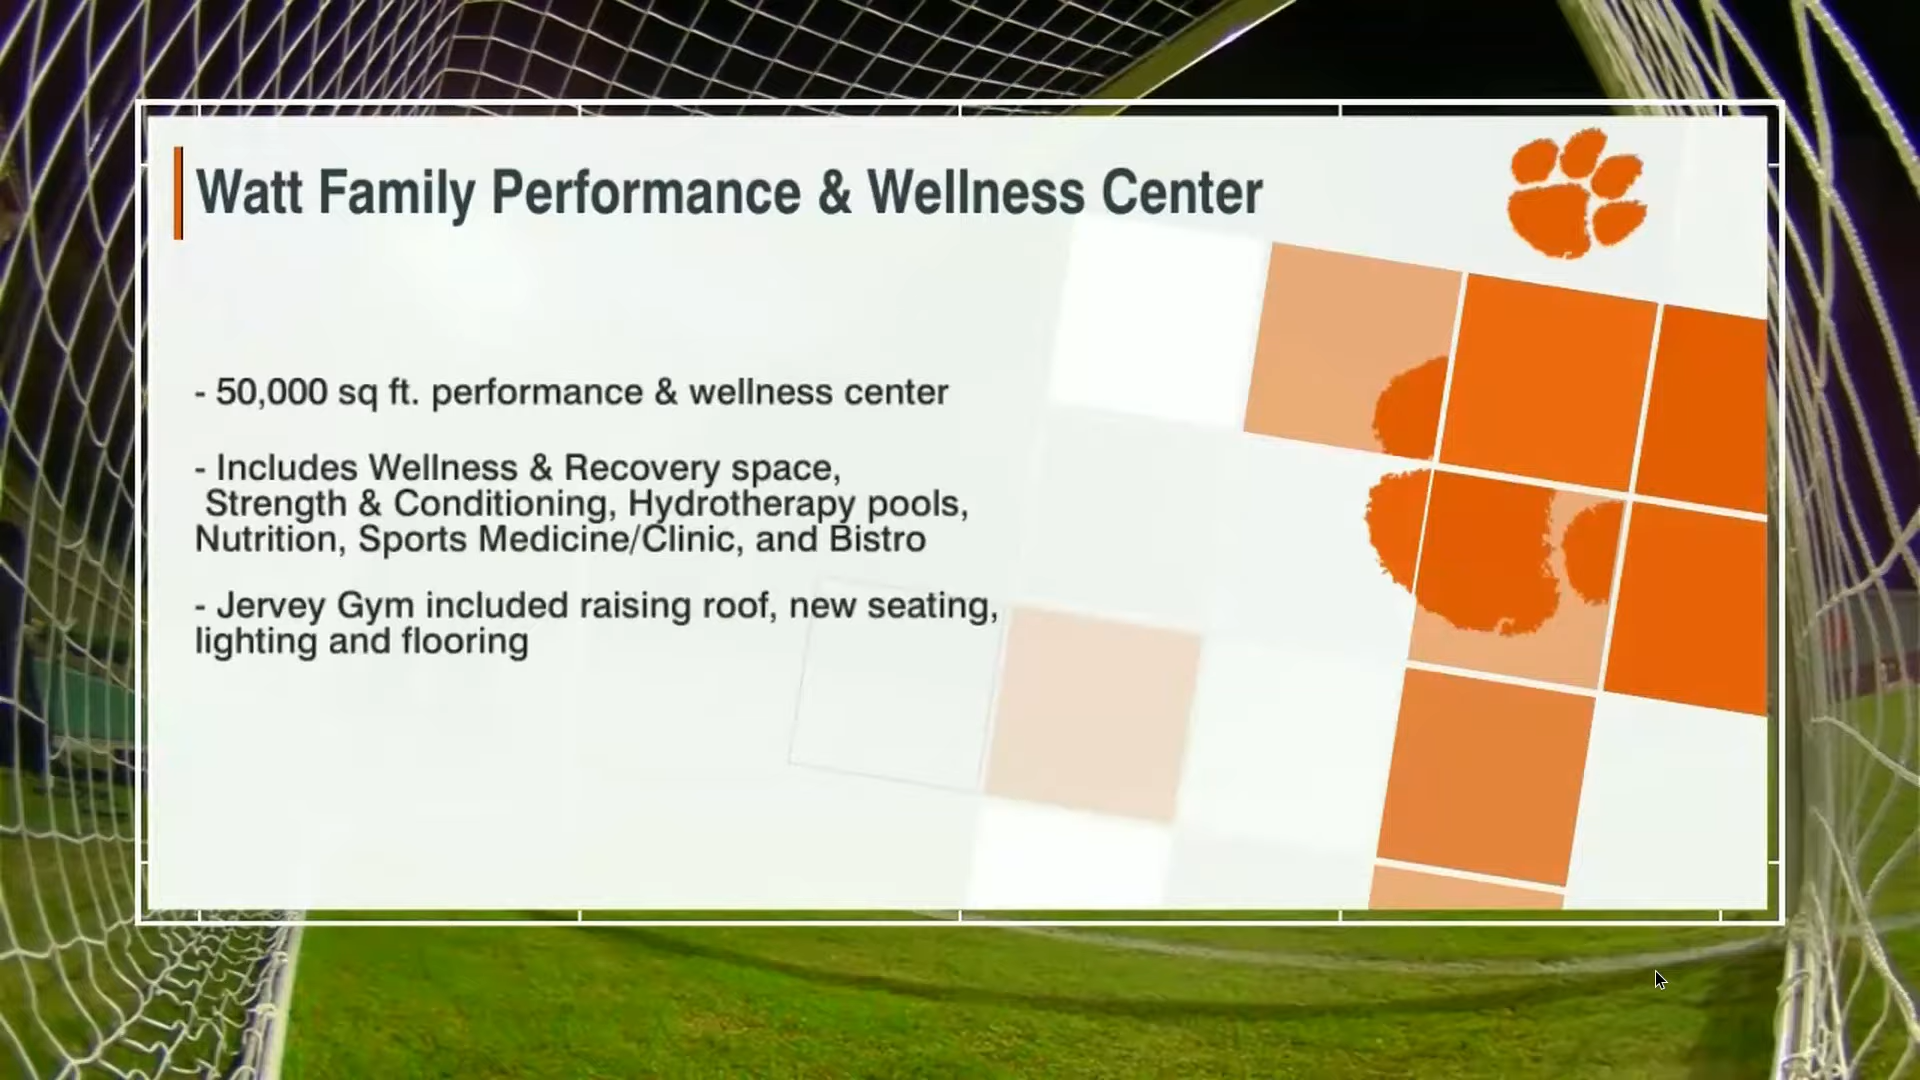 Watt Family Performance & Wellness Center
- 50,000 sq ft. performance & wellness center
- Includes Wellness & Recovery space,
Strength & Conditioning, Hydrotherapy pools,
Nutrition, Sports Medicine/Clinic, and Bistro
- Jervey Gym included raising roof, new seating,
lighting and flooring